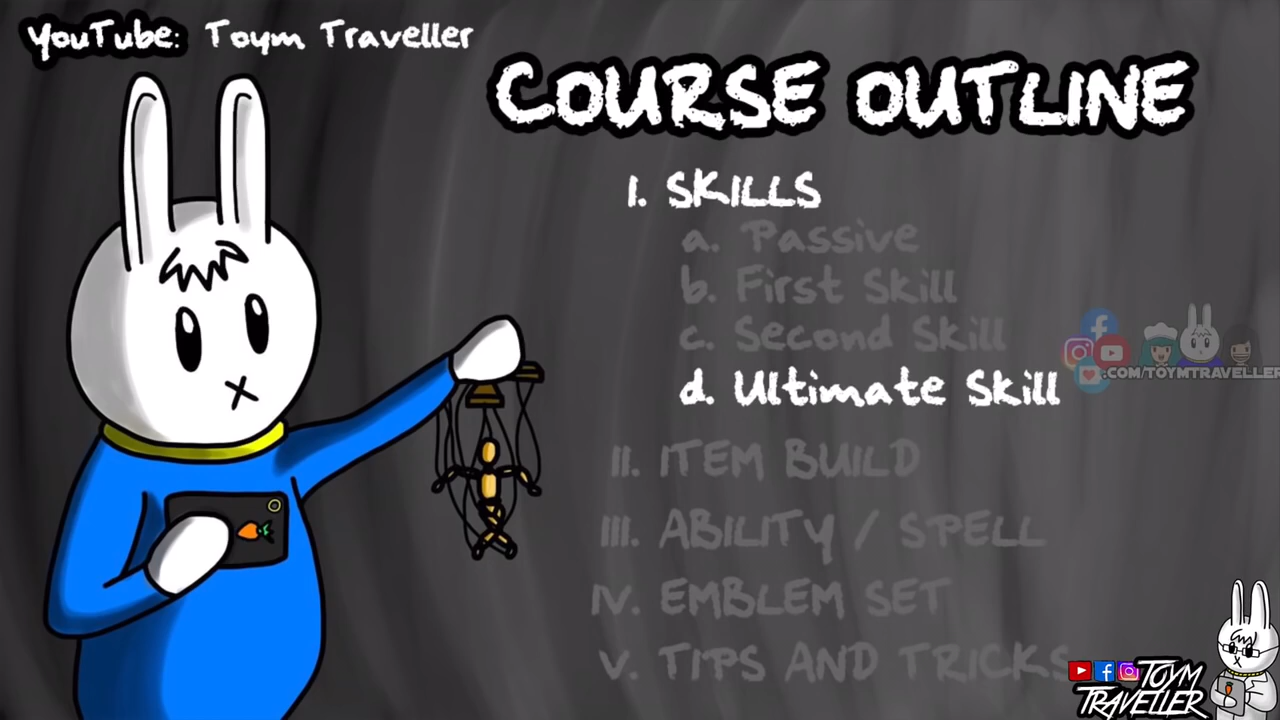 YouTube: Toym Traveller
COURSE OUTLINE
I. SKILLS
a. Passive
b. First Skill
c. Second Skill
d. Ultimate Skill
.COM/TOYMTRAVELLER
II. ITEM BUILD
III. ABILITY / SPELL
IV. EMBLEM SET
V. TIPS AND TRICKS
TOYM
TRAVELLER